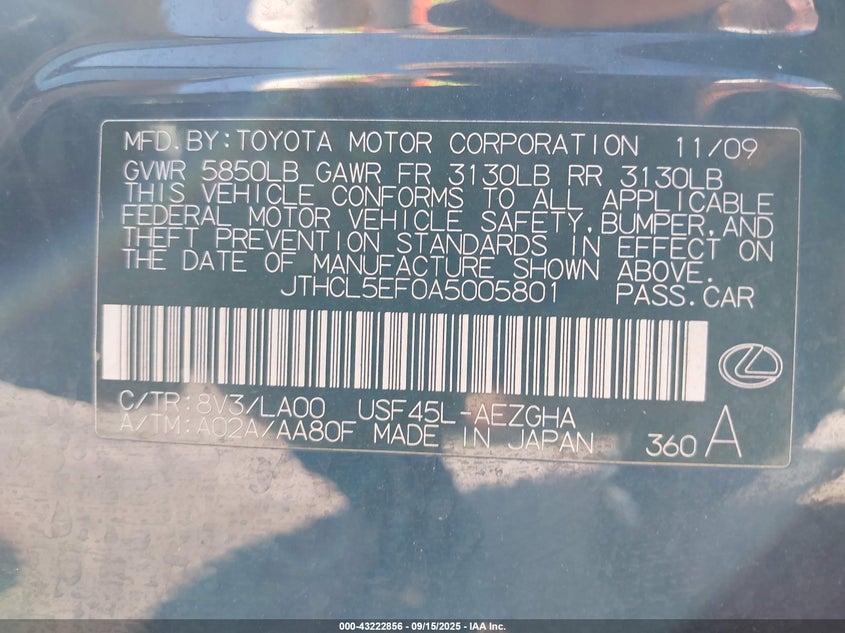 MFD.BY:TOYOTA MOTOR CORPORATION 11/09
GVWR 5850LB GAWR FR 3130LB RR 3130LB
THIS VEHICLE CONFORMS TO ALL APPLICABLE
FEDERAL MOTOR VEHICLE SAFETY,BUMPER,AND
THEFT PREVENTION STANDARDS IN EFFECT ON
THE DATE OF MANUFACTURE SHOWN ABOVE.
JTHCL5EF0A5005801 PASS.CAR
C/TR:8V3/LA00 USF45L-AEZGHA
A/TM:A02A/AA80F MADE IN JAPAN 360 A
000-43222856 - 09/15/2025 - IAA Inc.